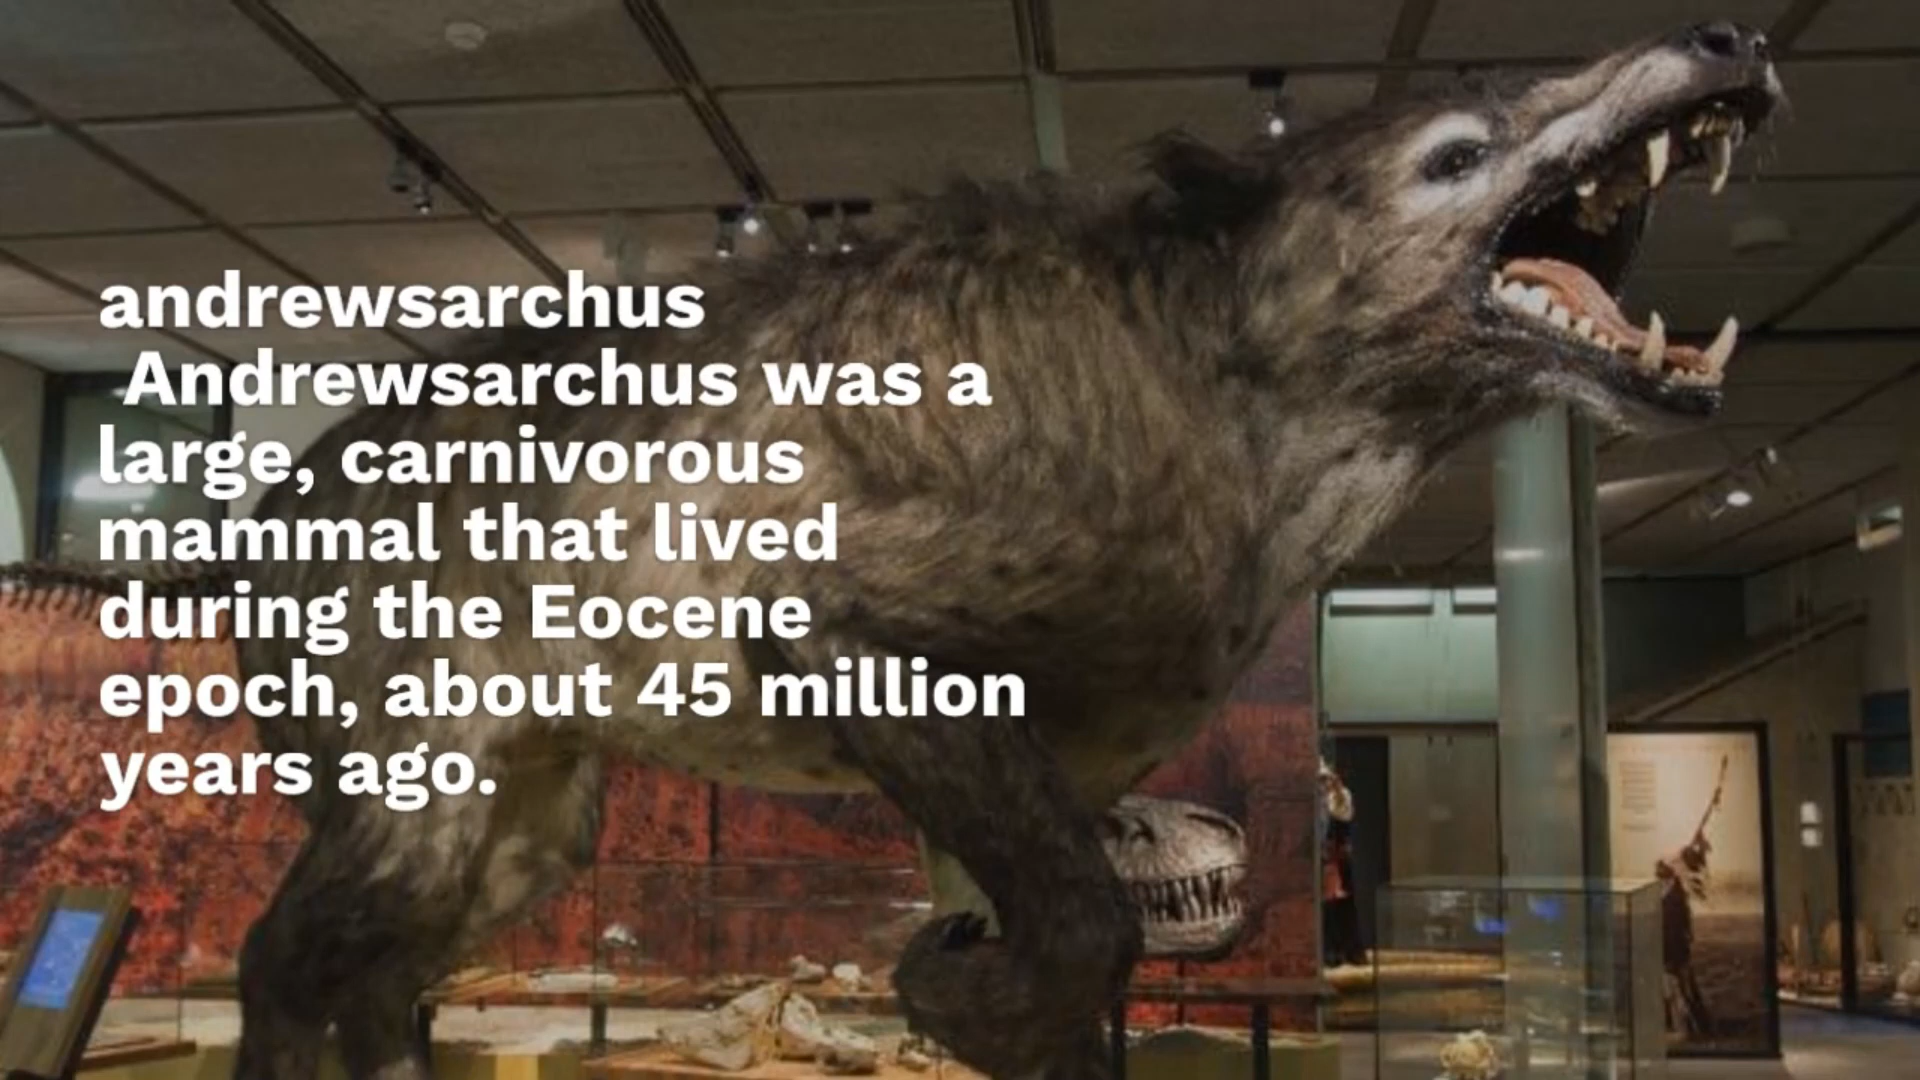 andrewsarchus
Andrewsarchus was a
large, carnivorous
mammal that lived
during the Eocene
epoch, about 45 million
years ago.